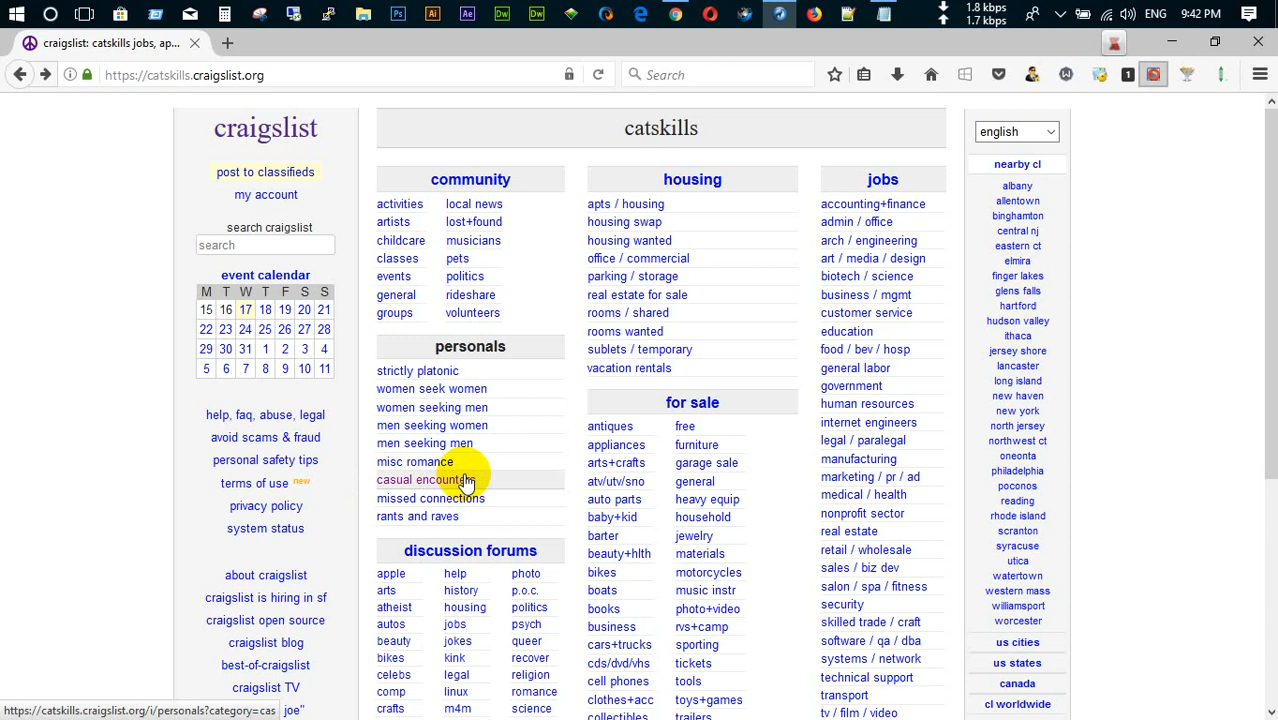 1.8 kbps
1.7 kbps
ENG
9:42 PM
craigslist: catskills jobs, ap...
https://catskills.craigslist.org
Search
craigslist
post to classifieds
my account
search craigslist
search
event calendar
M T W T F S S
15 16 17 18 19 20 21
22 23 24 25 26 27 28
29 30 31 1 2 3 4
5 6 7 8 9 10 11
help, faq, abuse, legal
avoid scams & fraud
personal safety tips
terms of use new
privacy policy
system status
about craigslist
craigslist is hiring in sf
craigslist open source
craigslist blog
best-of-craigslist
craigslist TV
joe"
catskills
community
activities local news
artists lost+found
childcare musicians
classes pets
events politics
general rideshare
groups volunteers
personals
strictly platonic
women seek women
women seeking men
men seeking women
men seeking men
misc romance
casual encounters
missed connections
rants and raves
discussion forums
apple help photo
arts history p.o.c.
atheist housing politics
autos jobs psych
beauty jokes queer
bikes kink recover
celebs legal religion
comp linux romance
crafts m4m science
housing
apts / housing
housing swap
housing wanted
office / commercial
parking / storage
real estate for sale
rooms / shared
rooms wanted
sublets / temporary
vacation rentals
for sale
antiques free
appliances furniture
arts+crafts garage sale
atv/utv/sno general
auto parts heavy equip
baby+kid household
barter jewelry
beauty+hlth materials
bikes motorcycles
boats music instr
books photo+video
business rvs+camp
cars+trucks sporting
cds/dvd/vhs tickets
cell phones tools
clothes+acc toys+games
collectibles trailers
jobs
accounting+finance
admin / office
arch / engineering
art / media / design
biotech / science
business / mgmt
customer service
education
food / bev / hosp
general labor
government
human resources
internet engineers
legal / paralegal
manufacturing
marketing / pr / ad
medical / health
nonprofit sector
real estate
retail / wholesale
sales / biz dev
salon / spa / fitness
security
skilled trade / craft
software / qa / dba
systems / network
technical support
transport
tv / film / video
english
nearby cl
albany
allentown
binghamton
central nj
eastern ct
elmira
finger lakes
glens falls
hartford
hudson valley
ithaca
jersey shore
lancaster
long island
new haven
new york
north jersey
northwest ct
oneonta
philadelphia
poconos
reading
rhode island
scranton
syracuse
utica
watertown
western mass
williamsport
worcester
us cities
us states
canada
cl worldwide
https://catskills.craigslist.org/i/personals?category=cas